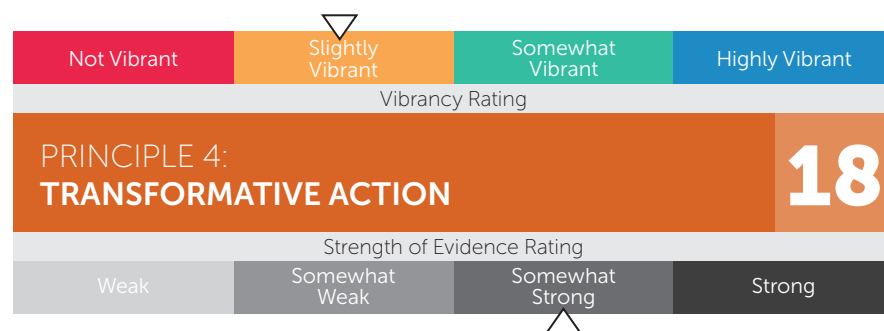 Not Vibrant
Slightly
Vibrant
Somewhat
Vibrant
Highly Vibrant
Vibrancy Rating
PRINCIPLE 4:
TRANSFORMATIVE ACTION
18
Strength of Evidence Rating
Weak
Somewhat
Weak
Somewhat
Strong
Strong